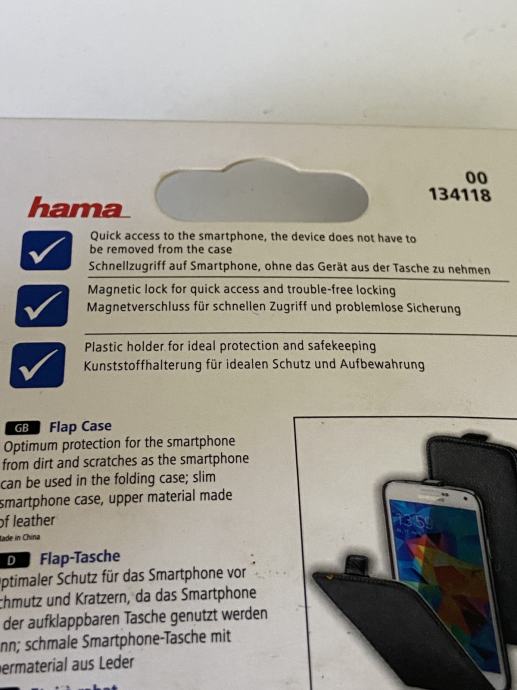 00
134118
hama
Quick access to the smartphone, the device does not have to
be removed from the case
Schnellzugriff auf Smartphone, ohne das Gerät aus der Tasche zu nehmen
Magnetic lock for quick access and trouble-free locking
Magnetverschluss für schnellen Zugriff und problemlose Sicherung
Plastic holder for ideal protection and safekeeping
Kunststoffhalterung für idealen Schutz und Aufbewahrung
GB Flap Case
Optimum protection for the smartphone
from dirt and scratches as the smartphone
can be used in the folding case; slim
smartphone case, upper material made
of leather
Made in China
D Flap-Tasche
ptimaler Schutz für das Smartphone vor
chmutz und Kratzern, da das Smartphone
der aufklappbaren Tasche genutzt werden
nn; schmale Smartphone-Tasche mit
ermaterial aus Leder
13:59